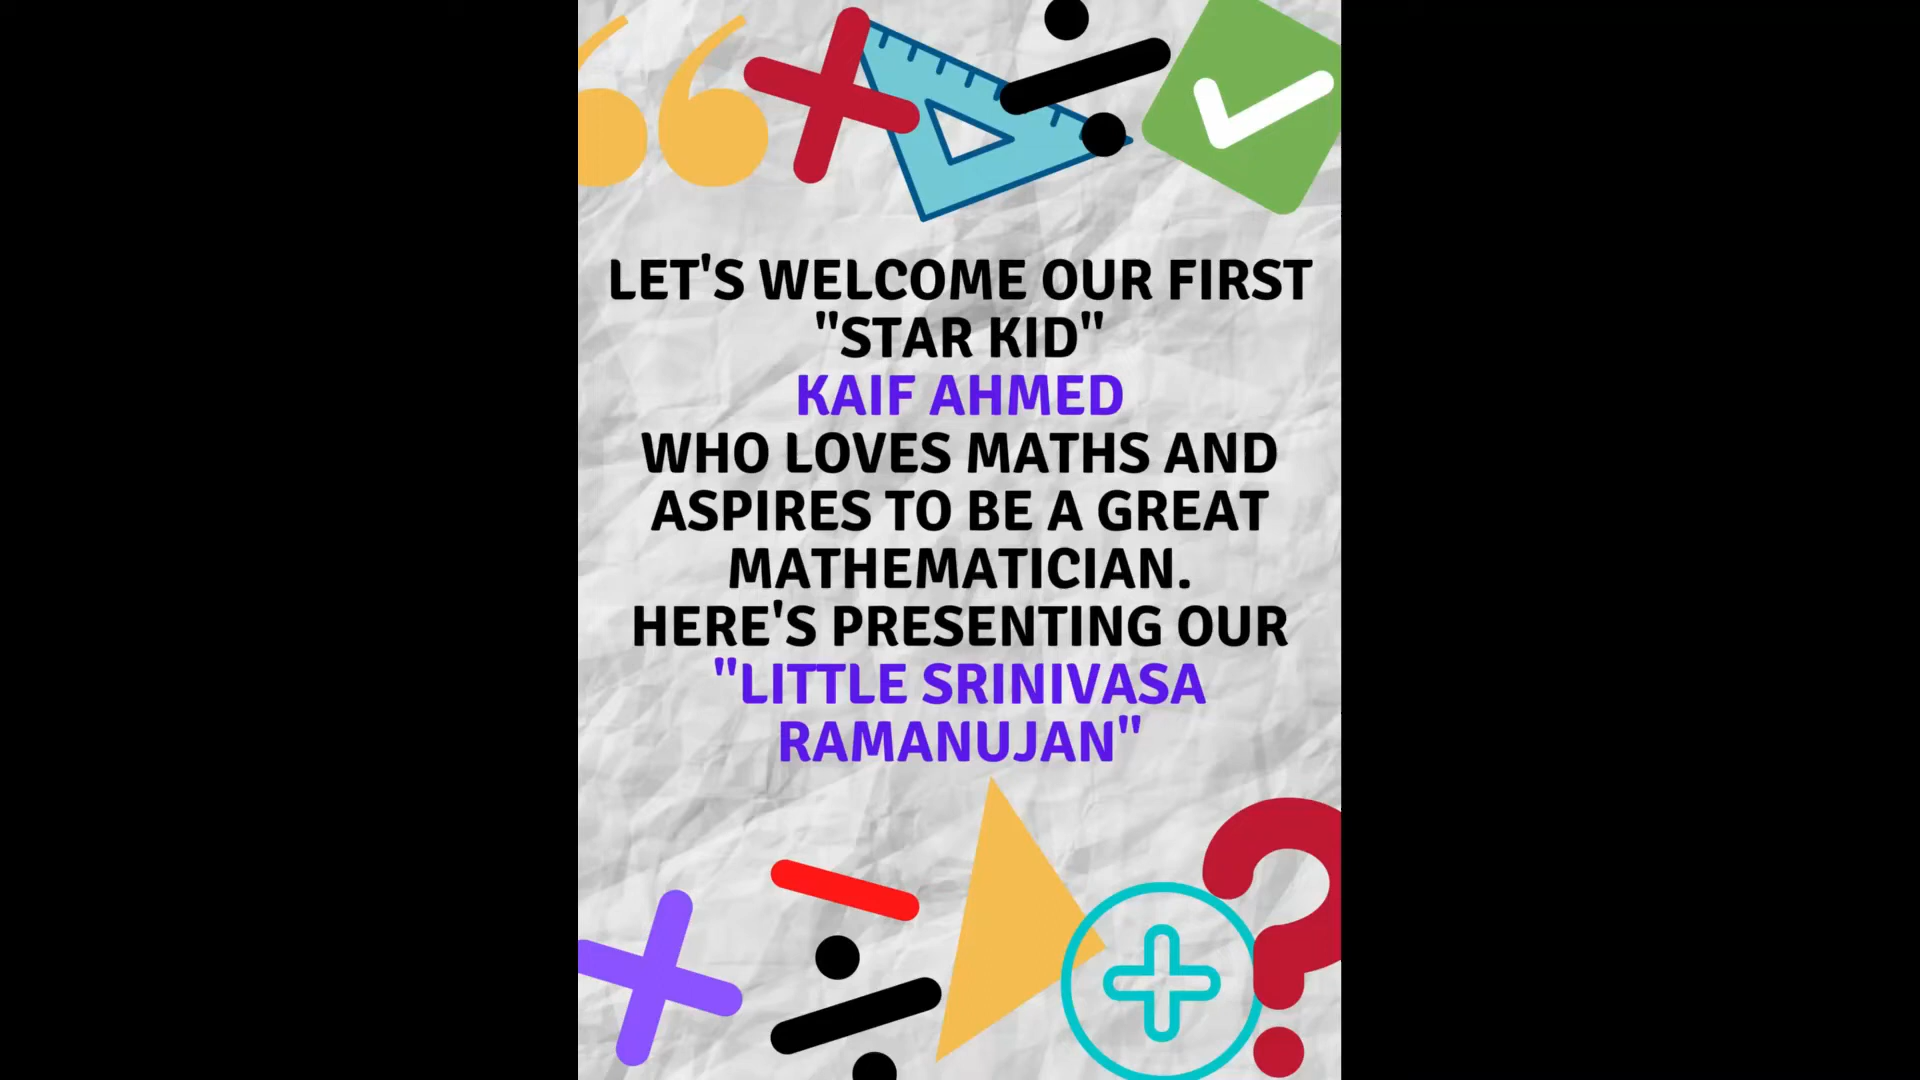 LET'S WELCOME OUR FIRST
"STAR KID"
KAIF AHMED
WHO LOVES MATHS AND
ASPIRES TO BE A GREAT
MATHEMATICIAN.
HERE'S PRESENTING OUR
"LITTLE SRINIVASA
RAMANUJAN"